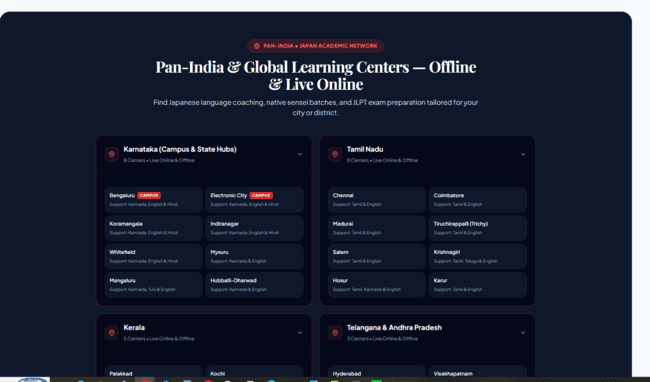 PAN-INDIA • JAPAN ACADEMIC NETWORK
Pan-India & Global Learning Centers — Offline
& Live Online
Find Japanese language coaching, native sensei batches, and JLPT exam preparation tailored for your
city or district.
Karnataka (Campus & State Hubs)
8 Centers • Live Online & Offline
Bengaluru CAMPUS
Support: Kannada, English & Hindi
Electronic City CAMPUS
Support: Kannada, English & Hindi
Koramangala
Support: Kannada, English & Hindi
Indiranagar
Support: Kannada, English & Hindi
Whitefield
Support: Kannada, English & Hindi
Mysuru
Support: Kannada & English
Mangaluru
Support: Kannada, Tulu & English
Hubballi-Dharwad
Support: Kannada & English
Tamil Nadu
8 Centers • Live Online & Offline
Chennai
Support: Tamil & English
Coimbatore
Support: Tamil & English
Madurai
Support: Tamil & English
Tiruchirappalli (Trichy)
Support: Tamil & English
Salem
Support: Tamil & English
Krishnagiri
Support: Tamil, Telugu & English
Hosur
Support: Tamil, Kannada & English
Karur
Support: Tamil & English
Kerala
5 Centers • Live Online & Offline
Palakkad
Kochi
Telangana & Andhra Pradesh
3 Centers • Live Online & Offline
Hyderabad
Visakhapatnam